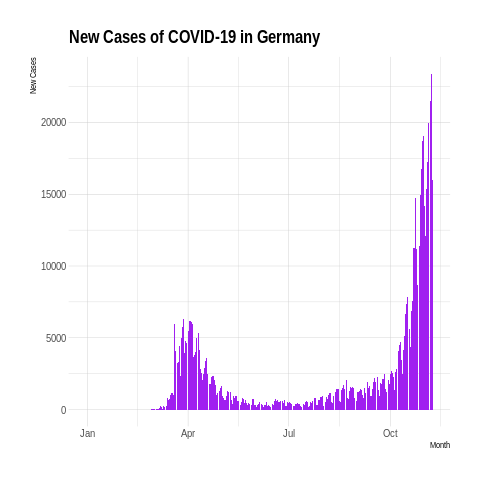 New Cases of COVID-19 in Germany
New Cases
20000
15000
10000
5000
0
Jan Apr Jul Oct
Month